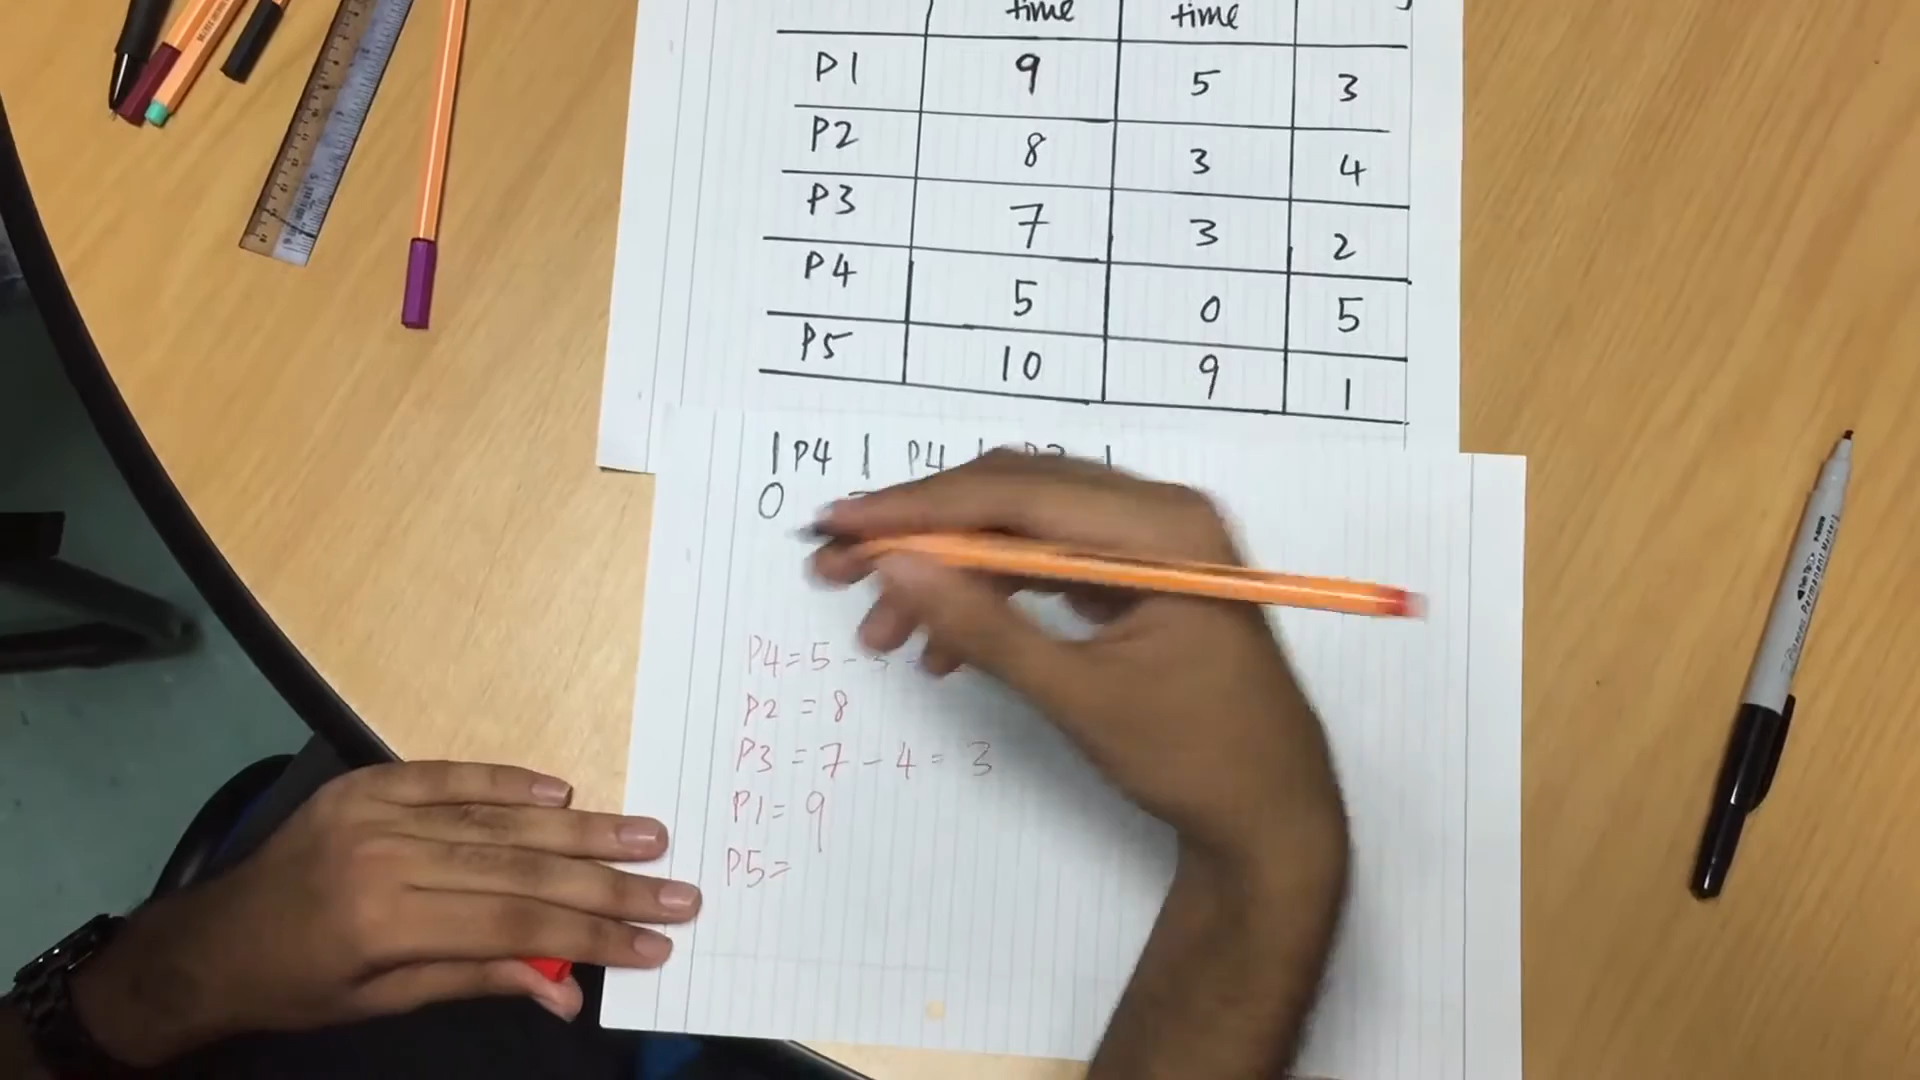 time time
P1 9 5 3
P2 8 3 4
P3 7 3 2
P4 5 0 5
P5 10 9 1
| P4 | P4 | |
0
P4 = 5 - 3
P2 = 8
P3 = 7 - 4 = 3
P1 = 9
P5 =